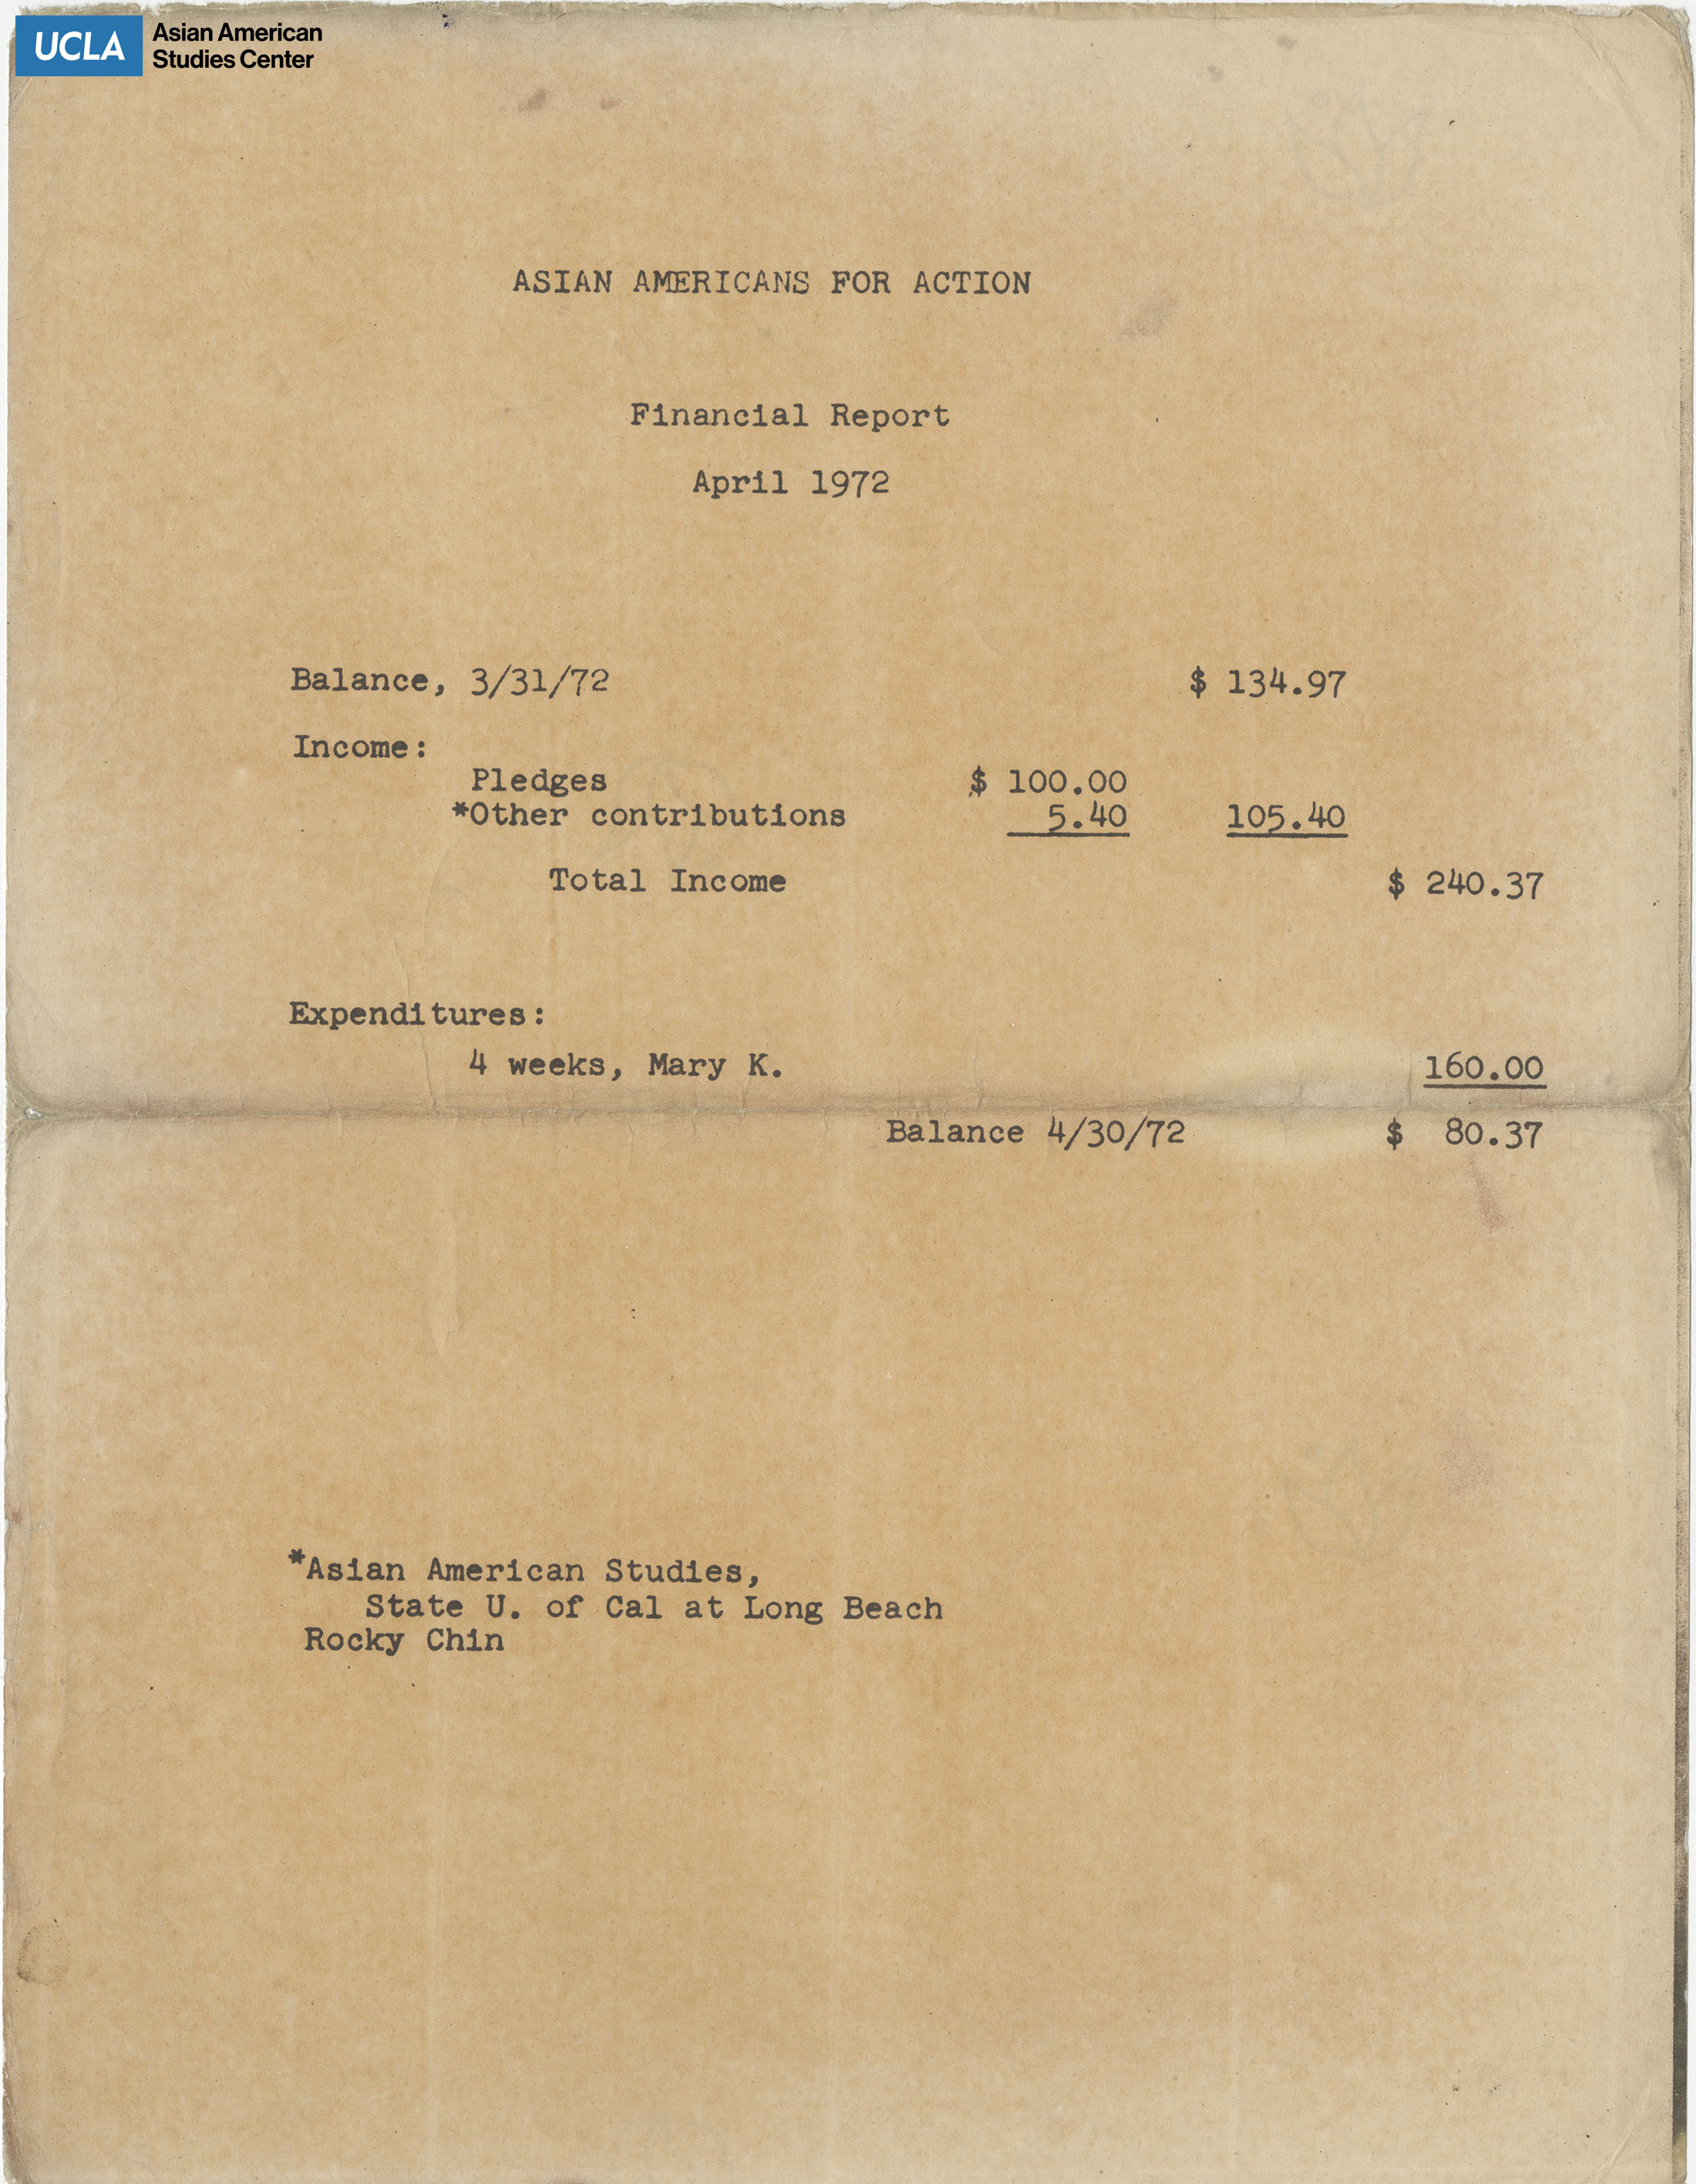 UCLA Asian American
Studies Center
ASIAN AMERICANS FOR ACTION
Financial Report
April 1972
Balance, 3/31/72 $ 134.97
Income:
Pledges $ 100.00
*Other contributions 5.40 105.40
Total Income $ 240.37
Expenditures:
4 weeks, Mary K. 160.00
Balance 4/30/72 $ 80.37
*Asian American Studies,
State U. of Cal at Long Beach
Rocky Chin